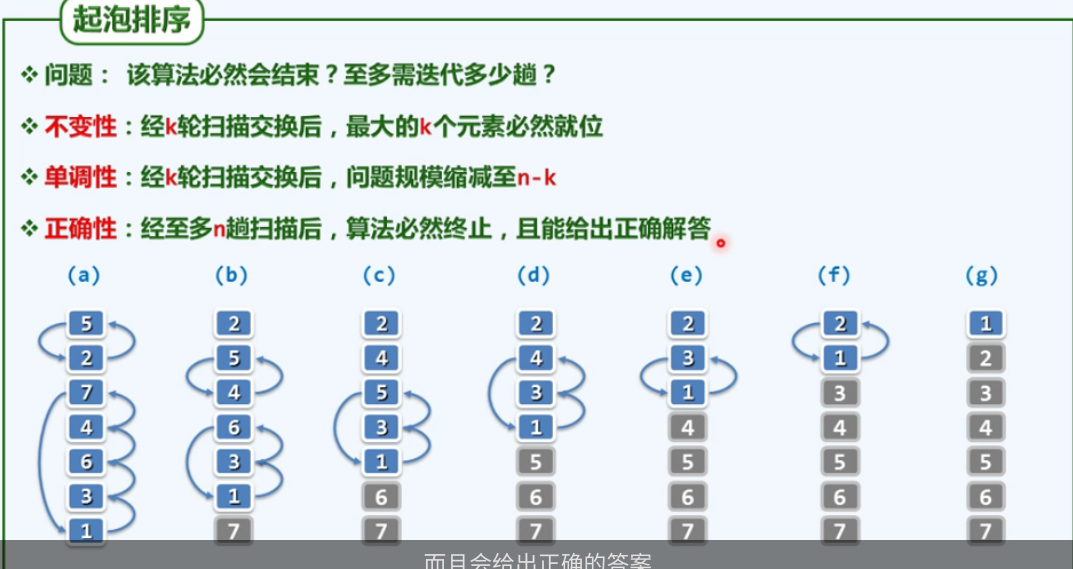 起泡排序
❖ 问题： 该算法必然会结束？至多需迭代多少趟？
❖ 不变性：经k轮扫描交换后，最大的k个元素必然就位
❖ 单调性：经k轮扫描交换后，问题规模缩减至n-k
❖ 正确性：经至多n趟扫描后，算法必然终止，且能给出正确解答。
(a) (b) (c) (d) (e) (f) (g)
5 2 2 2 2 2 1
2 5 4 4 3 1 2
7 4 5 3 1 3 3
4 6 3 1 4 4 4
6 3 1 5 5 5 5
3 1 6 6 6 6 6
1 7 7 7 7 7 7
而且会给出正确的答案